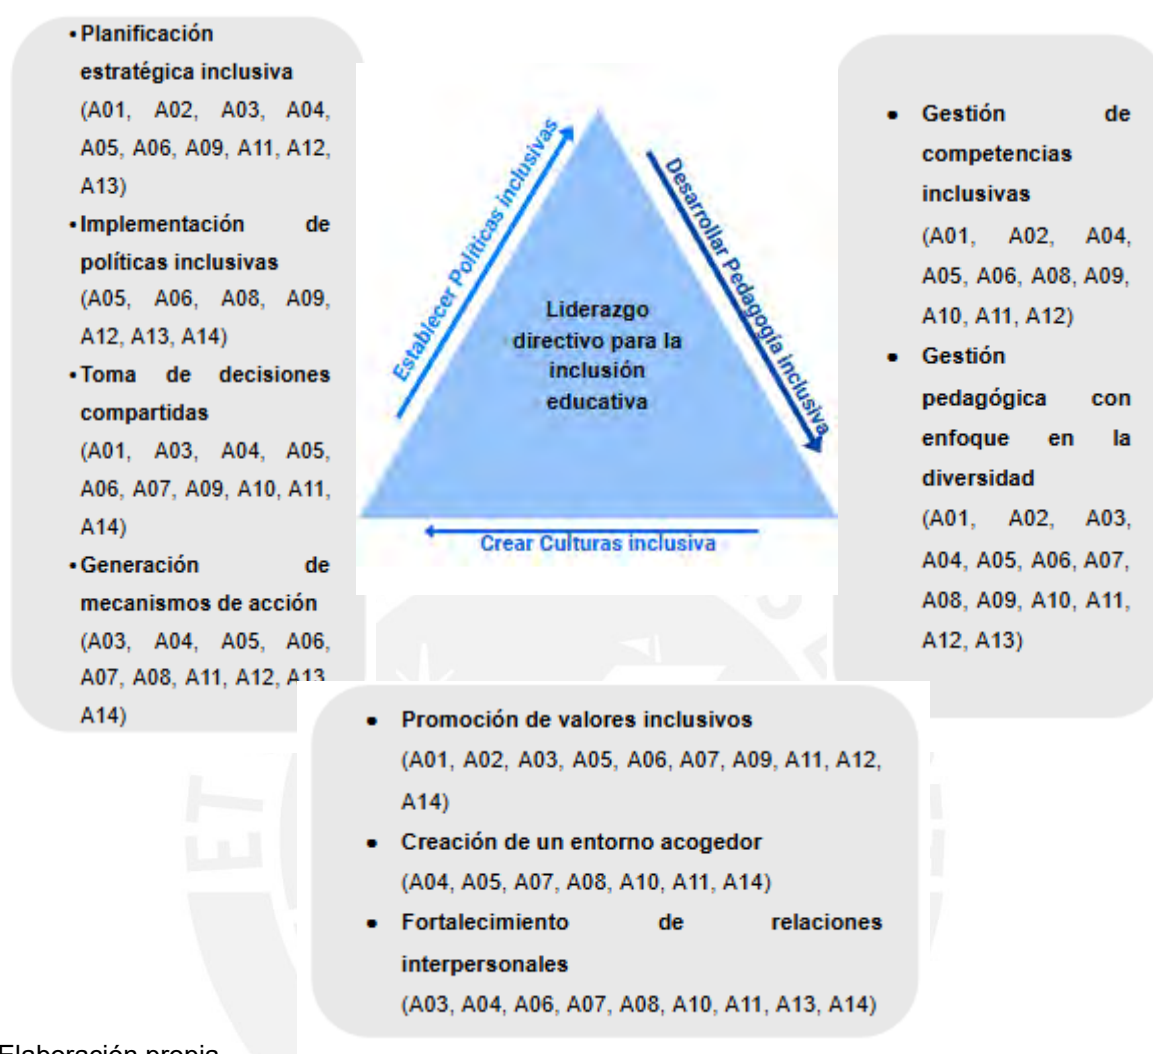 •Planificación
estratégica inclusiva
(A01, A02, A03, A04,
A05, A06, A09, A11, A12,
A13)
•Implementación de
políticas inclusivas
(A05, A06, A08, A09,
A12, A13, A14)
•Toma de decisiones
compartidas
(A01, A03, A04, A05,
A06, A07, A09, A10, A11,
A14)
•Generación de
mecanismos de acción
(A03, A04, A05, A06,
A07, A08, A11, A12, A13
A14)
Establecer Políticas inclusivas
Desarrollar Pedagogía inclusiva
Liderazgo
directivo para la
inclusión
educativa
Crear Culturas inclusiva
• Gestión de
competencias
inclusivas
(A01, A02, A04,
A05, A06, A08, A09,
A10, A11, A12)
• Gestión
pedagógica con
enfoque en la
diversidad
(A01, A02, A03,
A04, A05, A06, A07,
A08, A09, A10, A11,
A12, A13)
• Promoción de valores inclusivos
(A01, A02, A03, A05, A06, A07, A09, A11, A12,
A14)
• Creación de un entorno acogedor
(A04, A05, A07, A08, A10, A11, A14)
• Fortalecimiento de relaciones
interpersonales
(A03, A04, A06, A07, A08, A10, A11, A13, A14)
ET
Elaboración propia